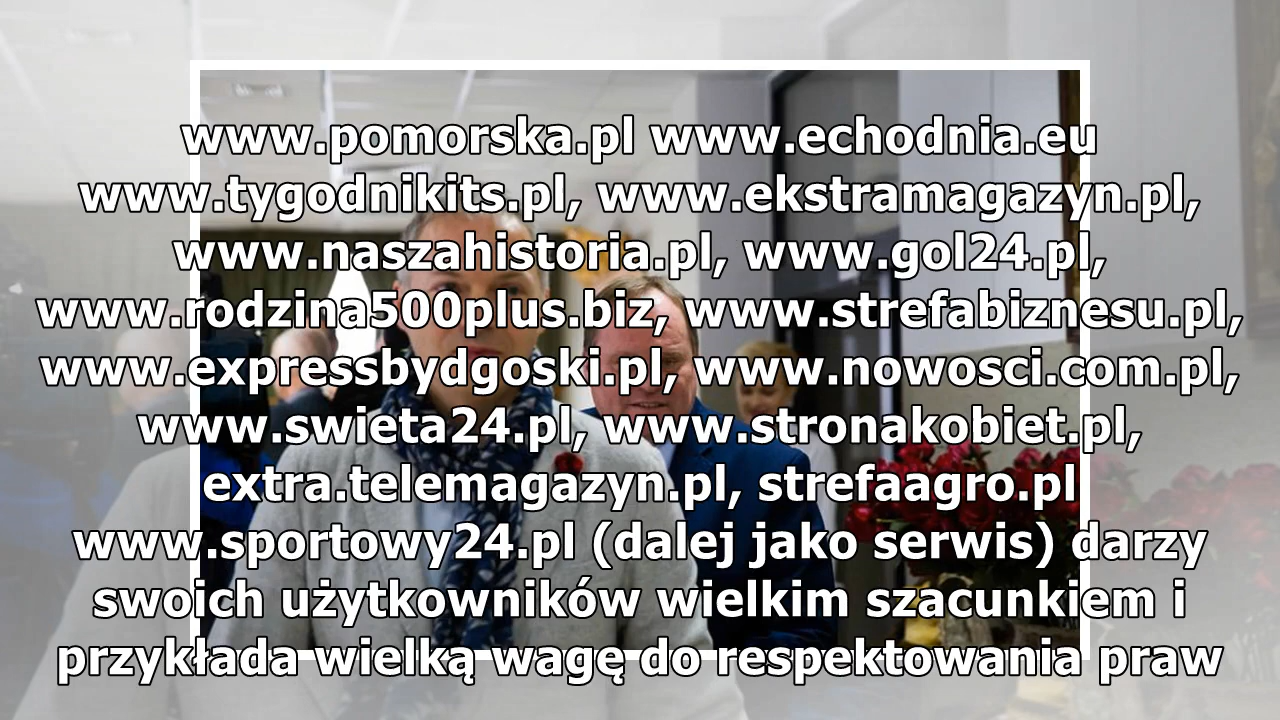 www.pomorska.pl www.echodnia.eu
www.tygodnikits.pl, www.ekstramagazyn.pl,
www.naszahistoria.pl, www.gol24.pl,
www.rodzina500plus.biz, www.strefabiznesu.pl,
www.expressbydgoski.pl, www.nowosci.com.pl,
www.swieta24.pl, www.stronakobiet.pl,
extra.telemagazyn.pl, strefaagro.pl
www.sportowy24.pl (dalej jako serwis) darzy
swoich użytkowników wielkim szacunkiem i
przykłada wielką wagę do respektowania praw